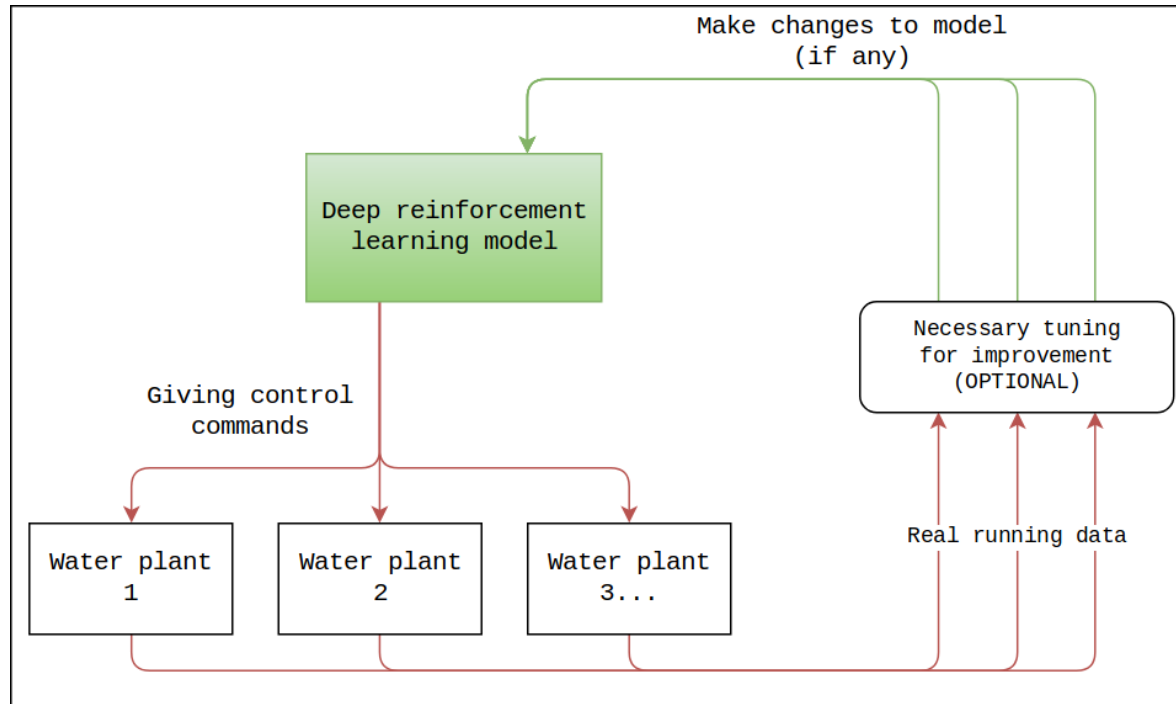 Make changes to model
(if any)
Deep reinforcement
learning model
Necessary tuning
for improvement
(OPTIONAL)
Giving control
commands
Real running data
Water plant
1
Water plant
2
Water plant
3...